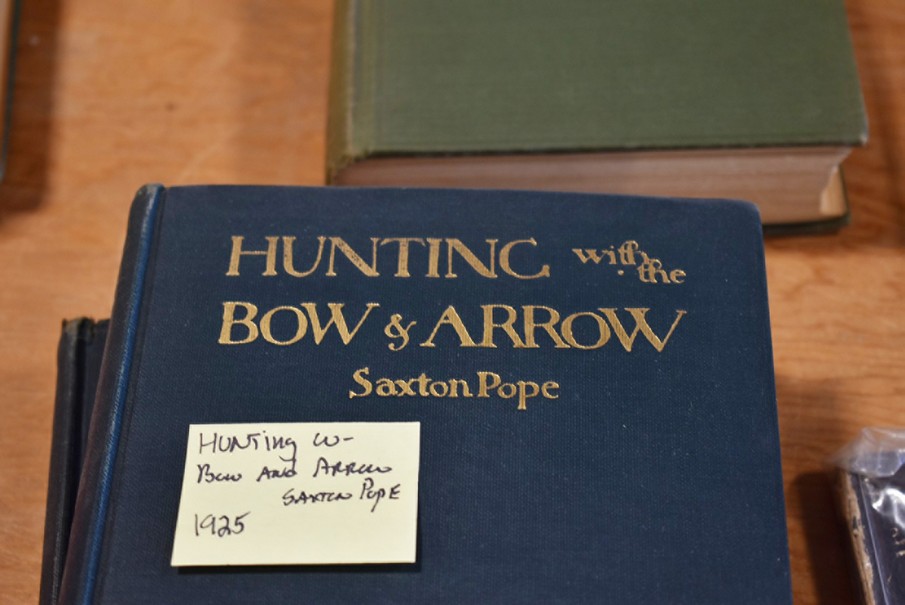 HUNTING with the
BOW & ARROW
Saxton Pope
HUNTing W-
Bow AND ARROW
SAXTON POPE
1925